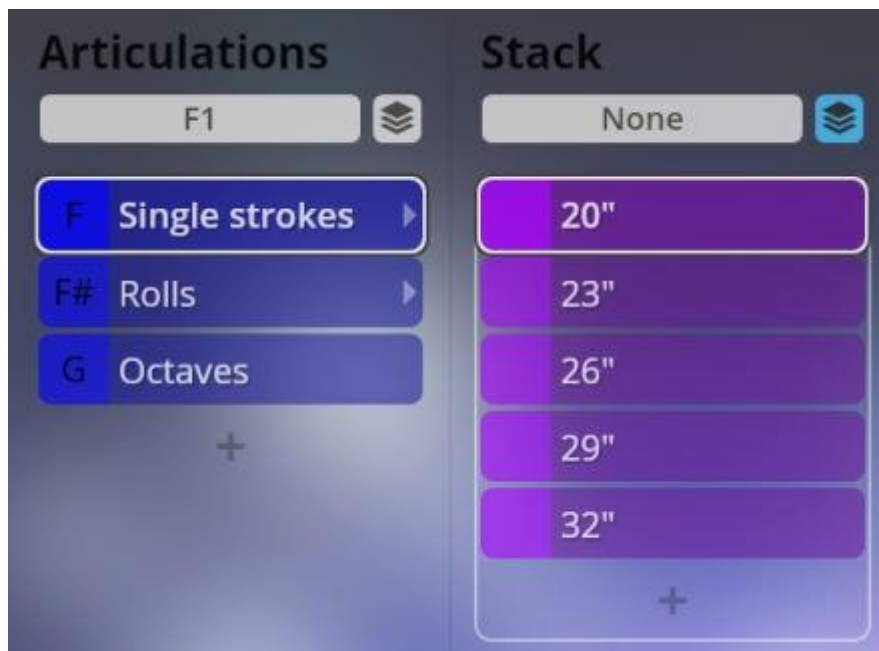 Articulations
F1
F Single strokes
F# Rolls
G Octaves
+
Stack
None
20"
23"
26"
29"
32"
+